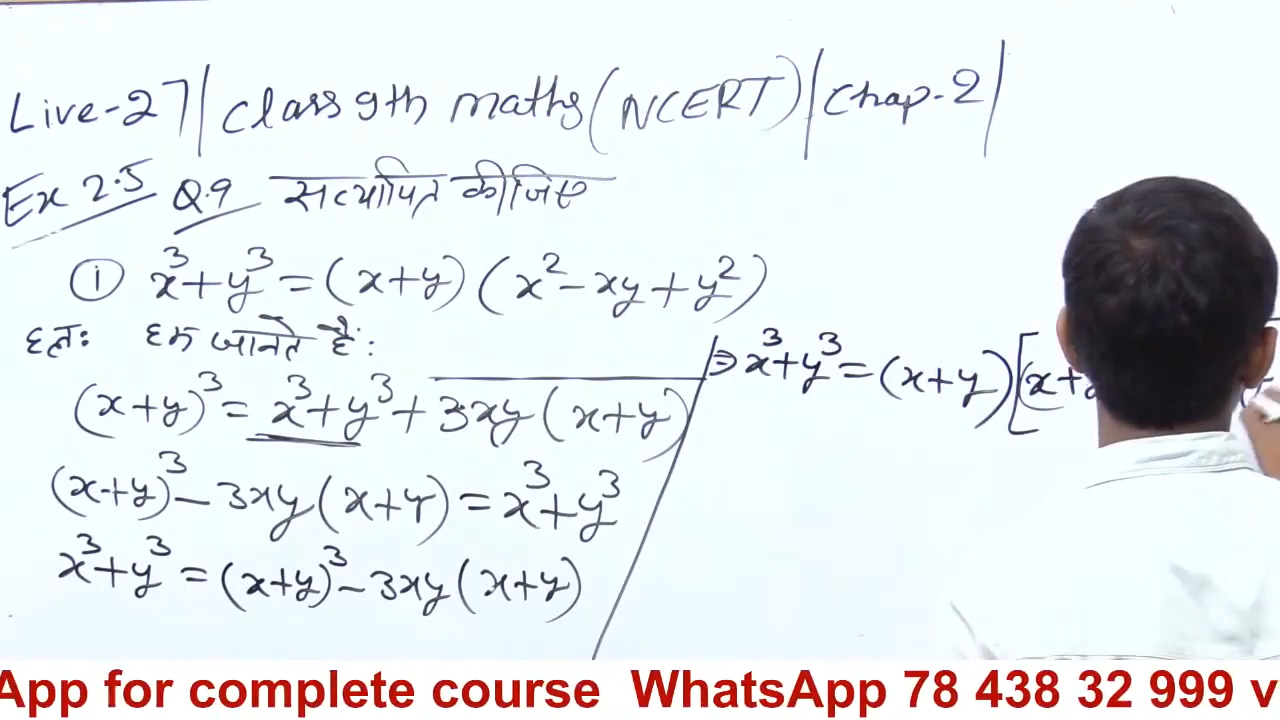 Live-27 | Class 9th maths (NCERT) | Chap-2 |
Ex 2.5 Q.9 सत्यापित कीजिए
① x³+y³ = (x+y) (x²-xy+y²)
हलः हम जानते हैः
(x+y)³ = x³+y³+3xy(x+y)
(x+y)³-3xy(x+y) = x³+y³
x³+y³ = (x+y)³-3xy(x+y)
⇒ x³+y³ = (x+y)[(x+
App for complete course WhatsApp 78 438 32 999 v